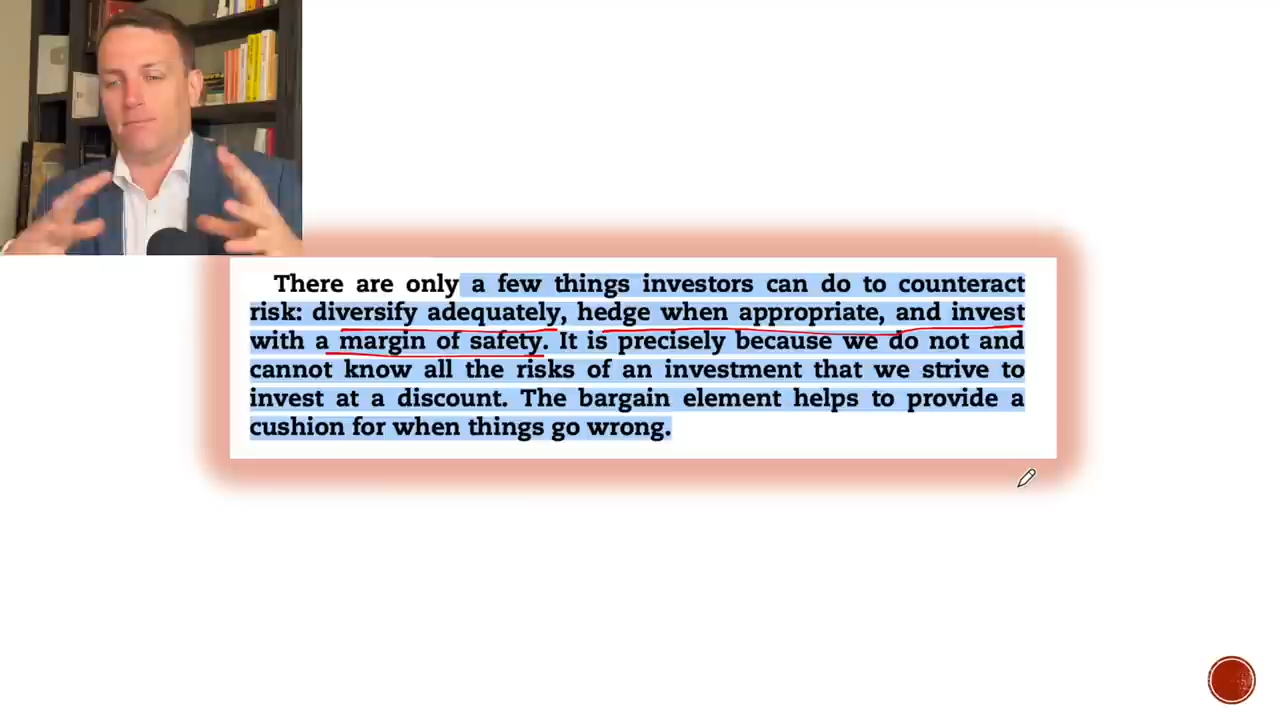 There are only a few things investors can do to counteract
risk: diversify adequately, hedge when appropriate, and invest
with a margin of safety. It is precisely because we do not and
cannot know all the risks of an investment that we strive to
invest at a discount. The bargain element helps to provide a
cushion for when things go wrong.